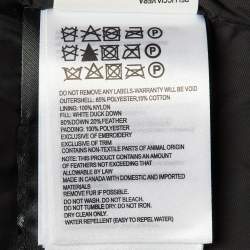 PELLICCIA VERA
DO NOT REMOVE ANY LABELS-WARRANTY WILL BE VOID
OUTERSHELL: 85% POLYESTER,15% COTTON
LINING: 100% NYLON
FILL: WHITE DUCK DOWN
80% DOWN 20% FEATHER
PADDING: 100% POLYESTER
EXCLUSIVE OF EMBROIDERY
EXCLUSIVE OF TRIM
CONTAINS NON-TEXTILE PARTS OF ANIMAL ORIGIN
NOTE: THIS PRODUCT CONTAINS AN AMOUNT
OF FEATHERS NOT EXCEEDING THAT
ALLOWABLE BY LAW
MADE IN CANADA WITH DOMESTIC AND IMPORTED
MATERIALS
REMOVE FUR IF POSSIBLE.
DO NOT WASH. DO NOT BLEACH.
DO NOT TUMBLE DRY. DO NOT IRON.
DRY CLEAN ONLY.
WATER REPELLENT (EASY TO REPEL WATER)